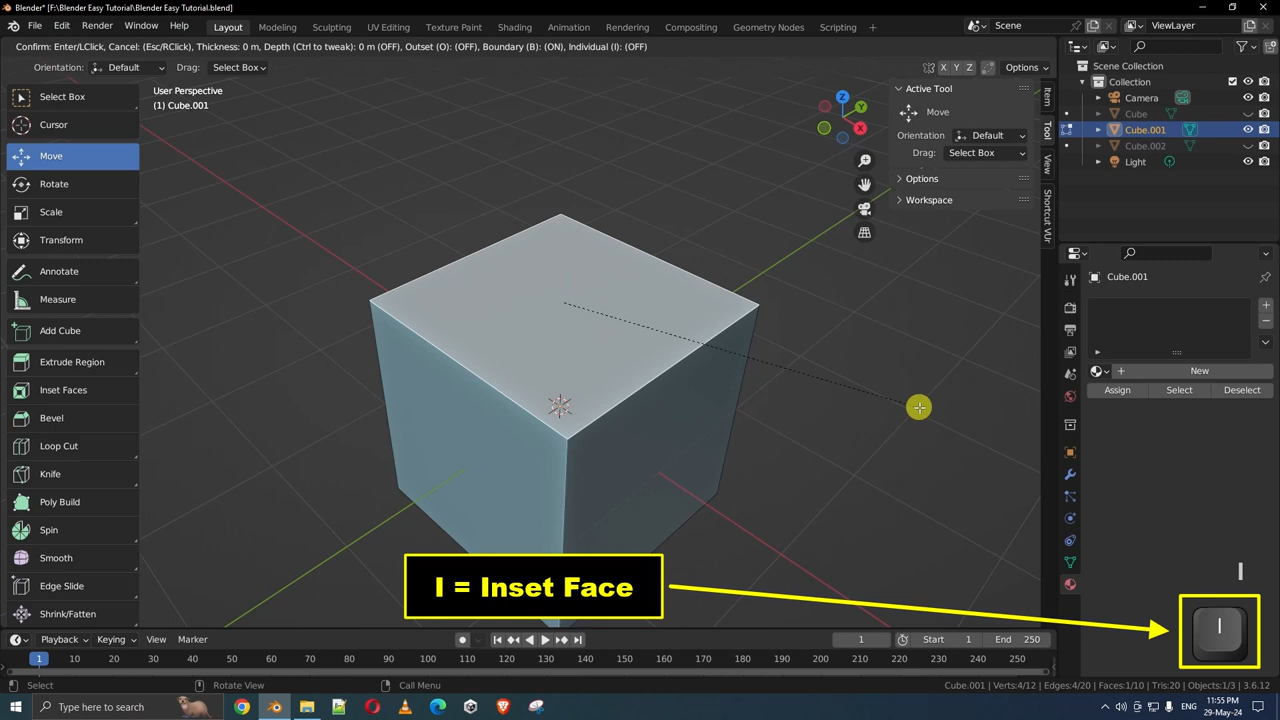 Blender* [F:\Blender Easy Tutorial\Blender Easy Tutorial.blend]
File Edit Render Window Help Layout Modeling Sculpting UV Editing Texture Paint Shading Animation Rendering Compositing Geometry Nodes Scripting Scene ViewLayer
Confirm: Enter/LClick, Cancel: (Esc/RClick), Thickness: 0 m, Depth (Ctrl to tweak): 0 m (OFF), Outset (O): (OFF), Boundary (B): (ON), Individual (I): (OFF)
Orientation: Default Drag: Select Box X Y Z Options
User Perspective
(1) Cube.001
Select Box
Cursor
Move
Rotate
Scale
Transform
Annotate
Measure
Add Cube
Extrude Region
Inset Faces
Bevel
Loop Cut
Knife
Poly Build
Spin
Smooth
Edge Slide
Shrink/Fatten
Z
Y
X
Active Tool
Move
Orientation Default
Drag: Select Box
Options
Workspace
Item
Tool
View
Shortcut VUr
Scene Collection
Collection
Camera
Cube
Cube.001
Cube.002
Light
Cube.001
New
Assign Select Deselect
I = Inset Face
I
I
Playback Keying View Marker 1 Start 1 End 250
1 10 20 30 40 50 60 70 80 90 100 110 120 130 140 150 160 170 180 190 200 210 220 230 240 250
Select Rotate View Call Menu Cube.001 | Verts:4/12 | Edges:4/20 | Faces:1/10 | Tris:20 | Objects:1/3 | 3.6.12
Type here to search ENG 11:55 PM
29-May-24